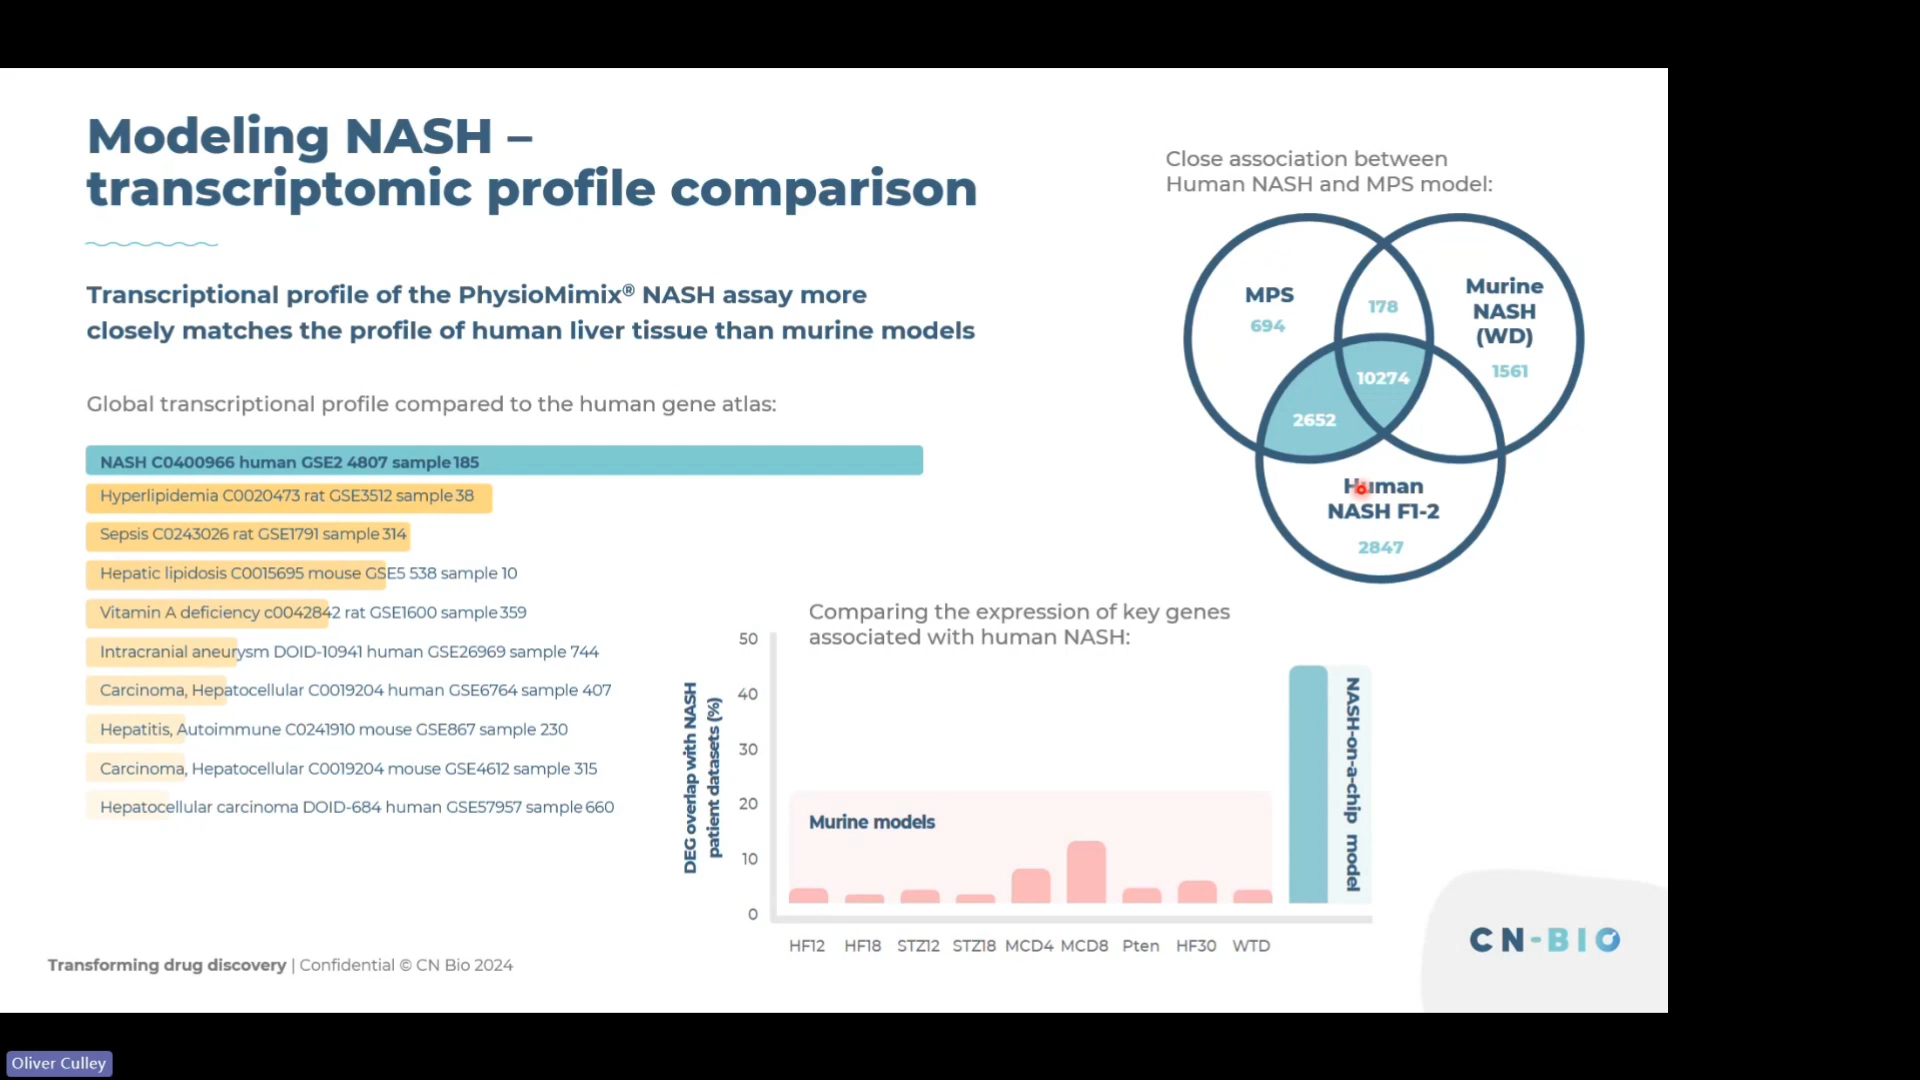 Modeling NASH –
transcriptomic profile comparison
Transcriptional profile of the PhysioMimix® NASH assay more
closely matches the profile of human liver tissue than murine models
Global transcriptional profile compared to the human gene atlas:
NASH C0400966 human GSE2 4807 sample 185
Hyperlipidemia C0020473 rat GSE3512 sample 38
Sepsis C0243026 rat GSE1791 sample 314
Hepatic lipidosis C0015695 mouse GSE5 538 sample 10
Vitamin A deficiency c0042842 rat GSE1600 sample 359
Intracranial aneurysm DOID-10941 human GSE26969 sample 744
Carcinoma, Hepatocellular C0019204 human GSE6764 sample 407
Hepatitis, Autoimmune C0241910 mouse GSE867 sample 230
Carcinoma, Hepatocellular C0019204 mouse GSE4612 sample 315
Hepatocellular carcinoma DOID-684 human GSE57957 sample 660
Close association between
Human NASH and MPS model:
MPS
694
178
Murine
NASH
(WD)
1561
10274
2652
Human
NASH F1-2
2847
Comparing the expression of key genes
associated with human NASH:
DEG overlap with NASH
patient datasets (%)
50
40
30
20
10
0
Murine models
NASH-on-a-chip model
HF12 HF18 STZ12 STZ18 MCD4 MCD8 Pten HF30 WTD
Transforming drug discovery | Confidential © CN Bio 2024
CN-BIO
Oliver Culley